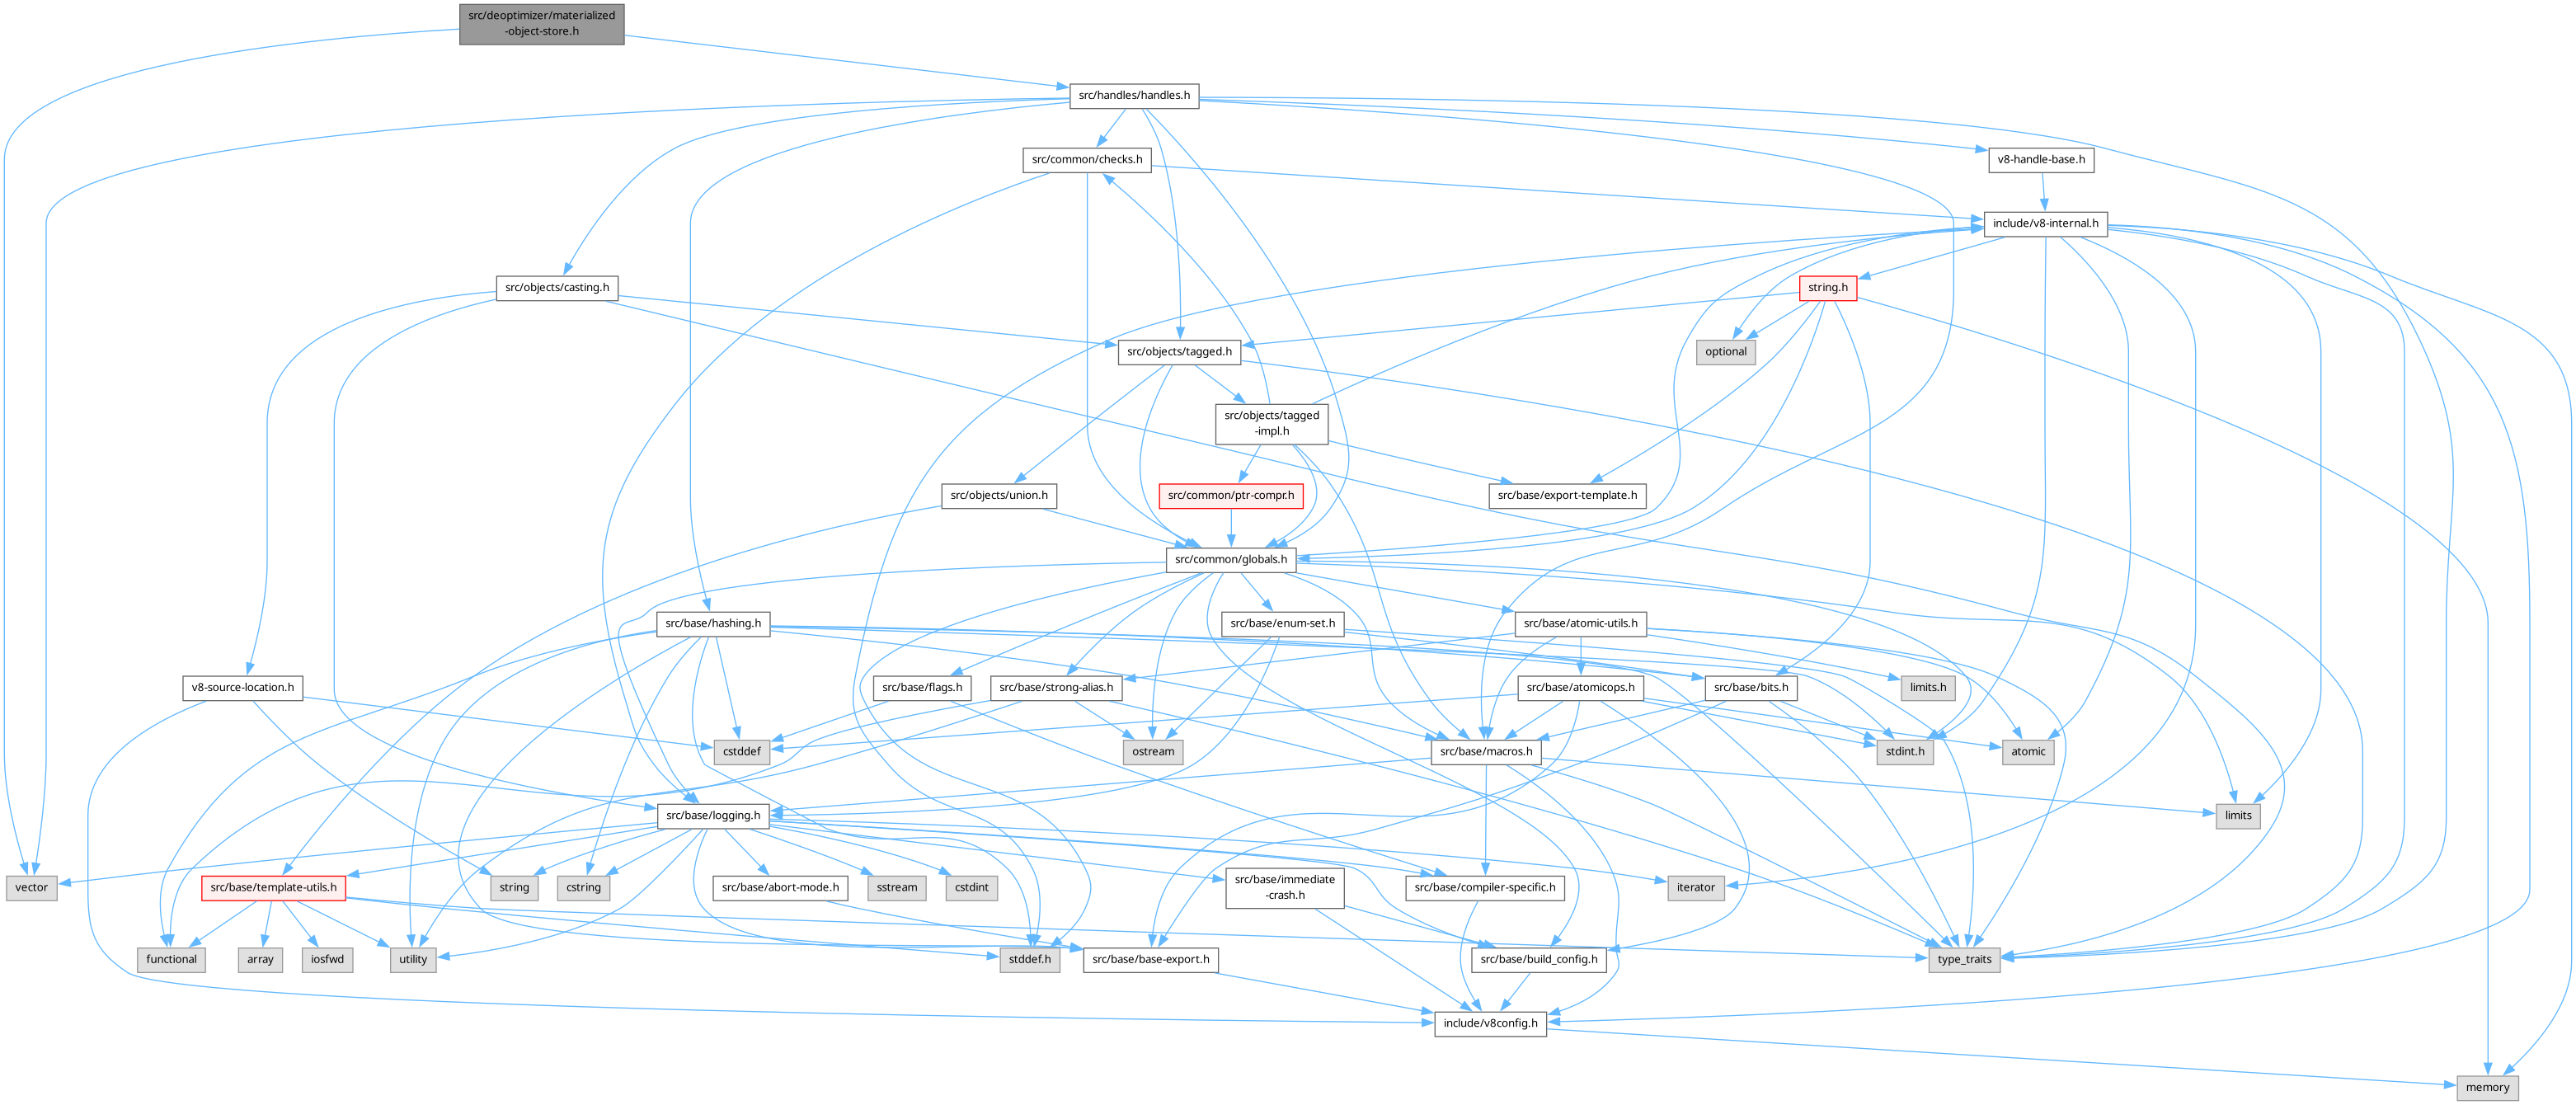 src/deoptimizer/materialized
-object-store.h
src/handles/handles.h
src/common/checks.h
v8-handle-base.h
include/v8-internal.h
src/objects/casting.h
string.h
src/objects/tagged.h
optional
src/objects/tagged
-impl.h
src/objects/union.h
src/common/ptr-compr.h
src/base/export-template.h
src/common/globals.h
src/base/hashing.h
src/base/enum-set.h
src/base/atomic-utils.h
v8-source-location.h
src/base/flags.h
src/base/strong-alias.h
src/base/atomicops.h
src/base/bits.h
limits.h
cstddef
ostream
src/base/macros.h
stdint.h
atomic
src/base/logging.h
limits
vector
src/base/template-utils.h
string
cstring
src/base/abort-mode.h
sstream
cstdint
src/base/immediate
-crash.h
src/base/compiler-specific.h
iterator
functional
array
iosfwd
utility
stddef.h
src/base/base-export.h
src/base/build_config.h
type_traits
include/v8config.h
memory